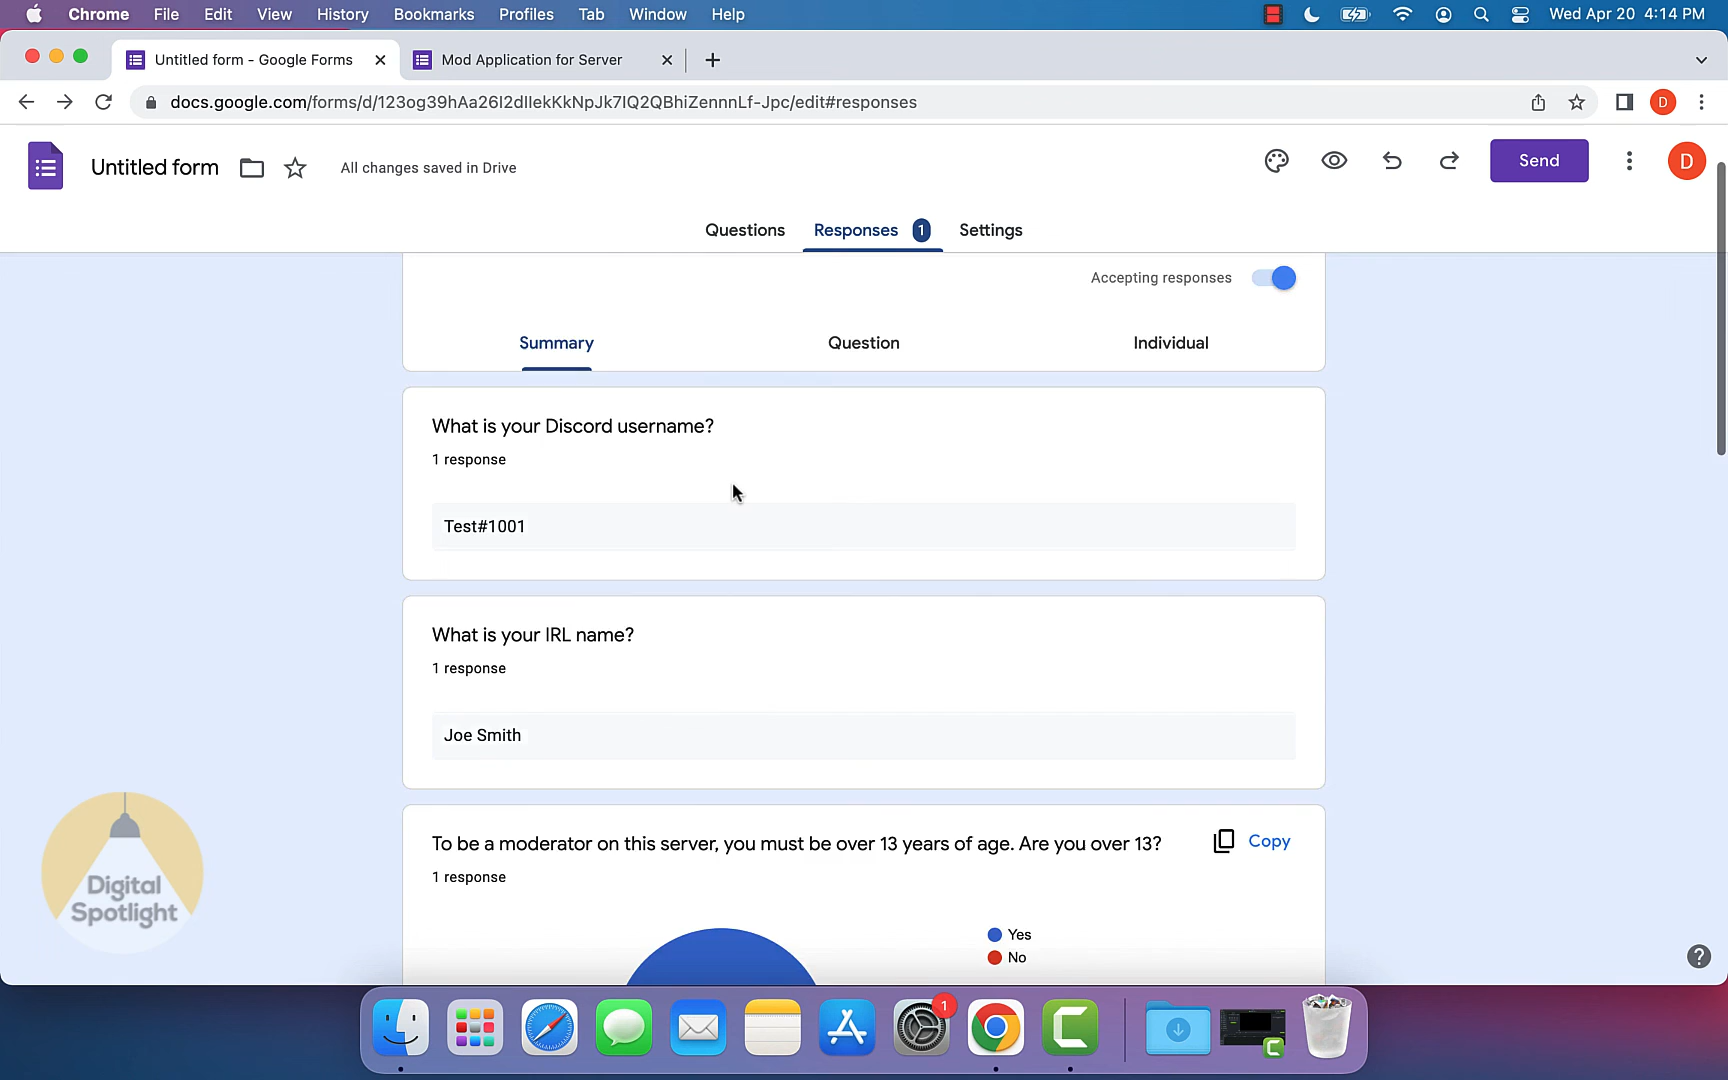 Chrome File Edit View History Bookmarks Profiles Tab Window Help Wed Apr 20 4:14 PM
Untitled form - Google Forms Mod Application for Server
docs.google.com/forms/d/123og39hAa26I2dIIekKkNpJk7IQ2QBhiZennnLf-Jpc/edit#responses D
Untitled form All changes saved in Drive Send D
Questions Responses 1 Settings
Accepting responses
Summary Question Individual
What is your Discord username?
1 response
Test#1001
What is your IRL name?
1 response
Joe Smith
To be a moderator on this server, you must be over 13 years of age. Are you over 13? Copy
1 response
Yes
No
Digital
Spotlight
1